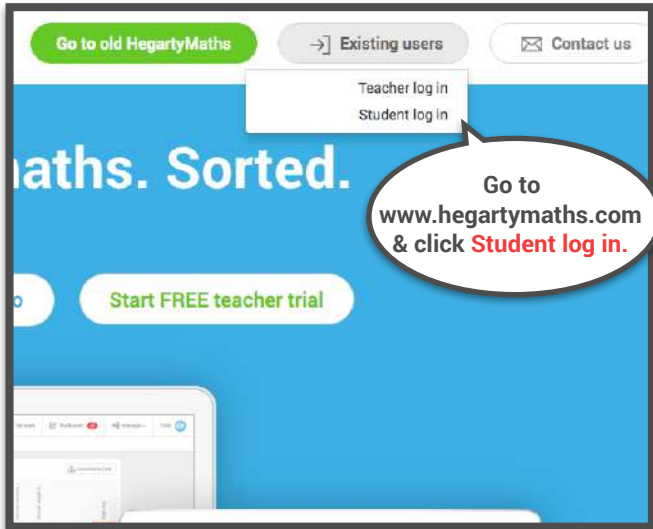 Go to old HegartyMaths
Existing users
Contact us
Teacher log in
Student log in
aths. Sorted.
Go to
www.hegartymaths.com
& click Student log in.
o
Start FREE teacher trial